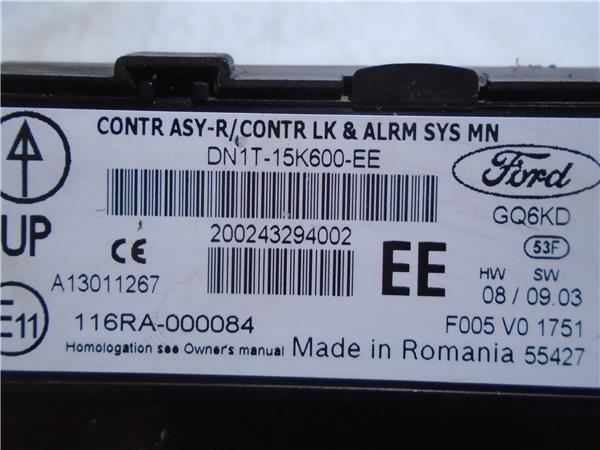 CONTR ASY-R/CONTR LK & ALRM SYS MN
DN1T-15K600-EE
Ford
GQ6KD
200243294002
UP
CE
EE
53F
HW SW
A13011267
08 / 09.03
E11
116RA-000084
F005 V0 1751
Homologation see Owner's manual Made in Romania 55427